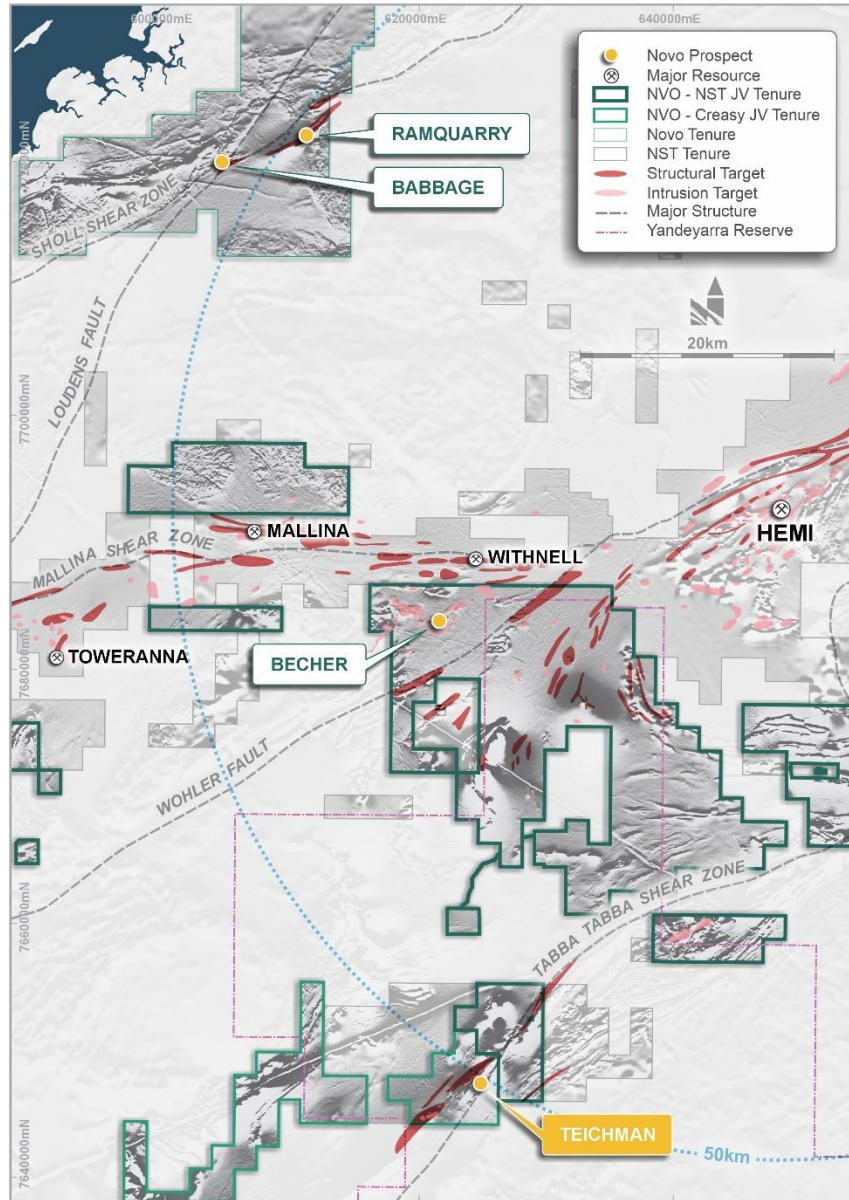 600000mE
620000mE
640000mE
Novo Prospect
Major Resource
NVO - NST JV Tenure
NVO - Creasy JV Tenure
Novo Tenure
NST Tenure
Structural Target
Intrusion Target
Major Structure
Yandeyarra Reserve
RAMQUARRY
BABBAGE
SHOLL SHEAR ZONE
LOUDENS FAULT
20km
7700000mN
MALLINA
WITHNELL
HEMI
MALLINA SHEAR ZONE
TOWERANNA
BECHER
7680000mN
WOHLER FAULT
TABBA TABBA SHEAR ZONE
7660000mN
TEICHMAN
50km
7640000mN